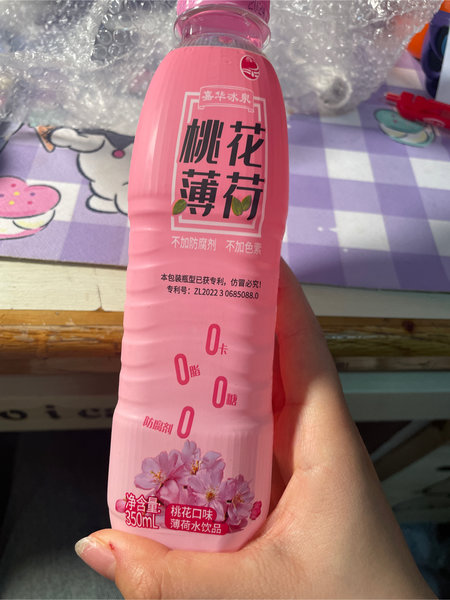 嘉华冰泉
桃花
薄荷
不加防腐剂 不加色素
本包装瓶型已获专利，仿冒必究！
专利号：ZL2022 3 0685088.0
0卡
0脂
0糖
防腐剂0
净含量:
350mL
桃花口味
薄荷水饮品